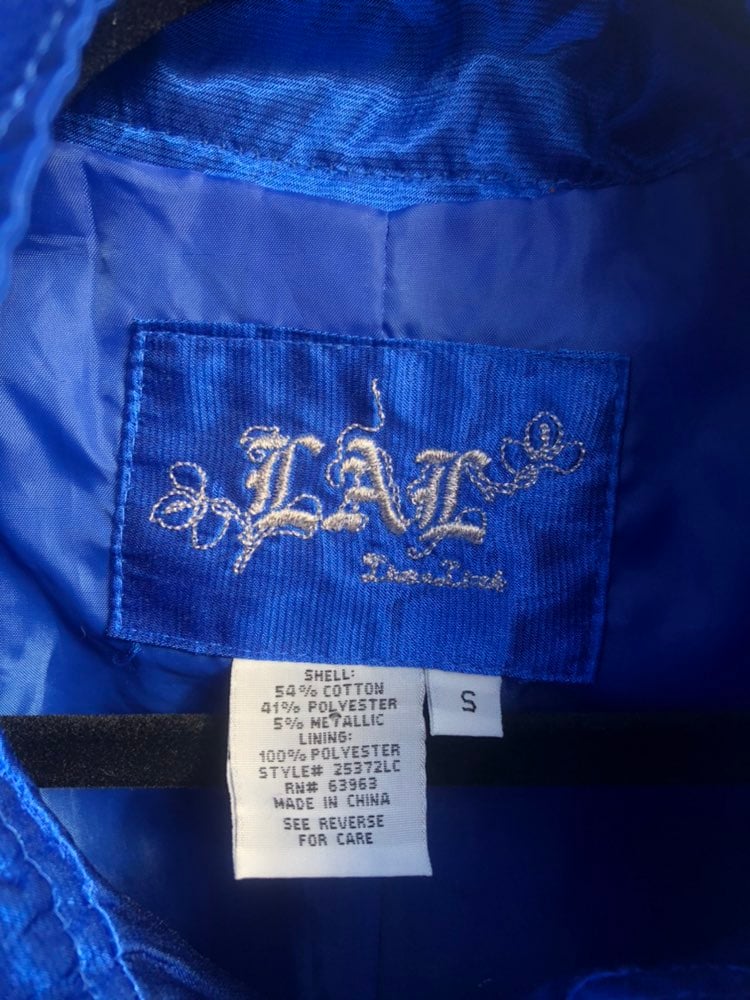 LAL
SHELL:
54% COTTON
41% POLYESTER
5% METALLIC
LINING:
100% POLYESTER
STYLE# 25372LC
RN# 63963
MADE IN CHINA
SEE REVERSE
FOR CARE
S